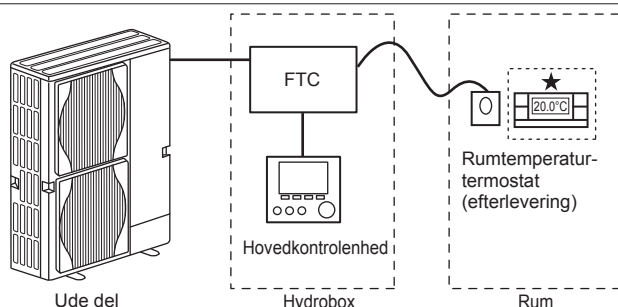 FTC
20.0°C
Rumtemperatur-
termostat
(efterlevering)
Hovedkontrolenhed
Ude del
Hydrobox
Rum